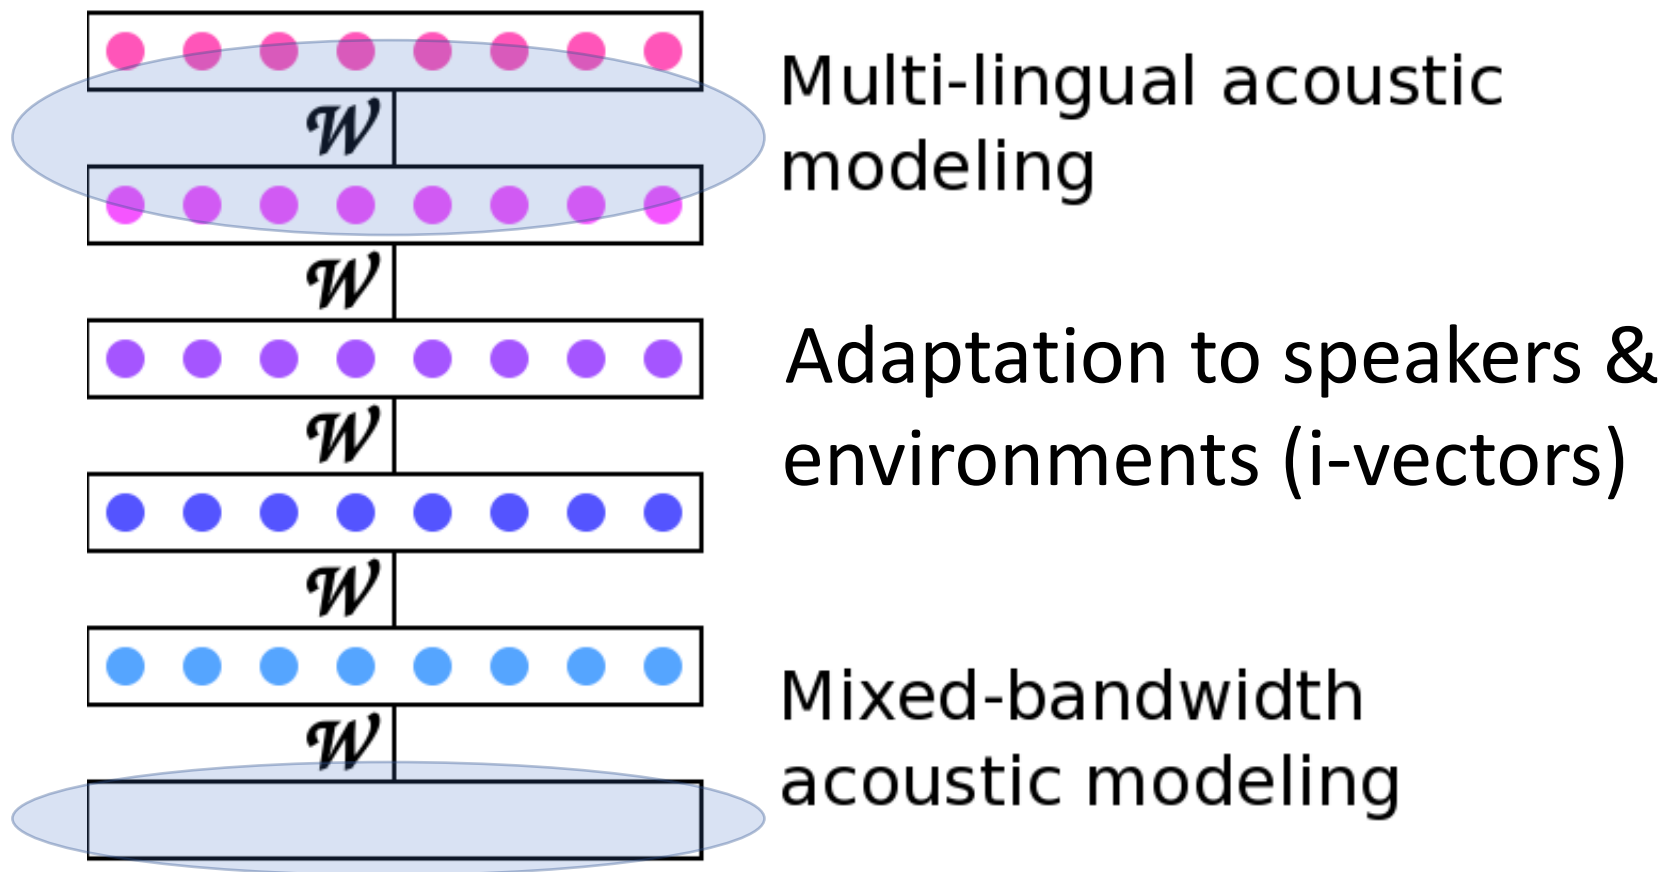 Multi-lingual acoustic
modeling
W
W
Adaptation to speakers &
environments (i-vectors)
W
W
Mixed-bandwidth
acoustic modeling
W